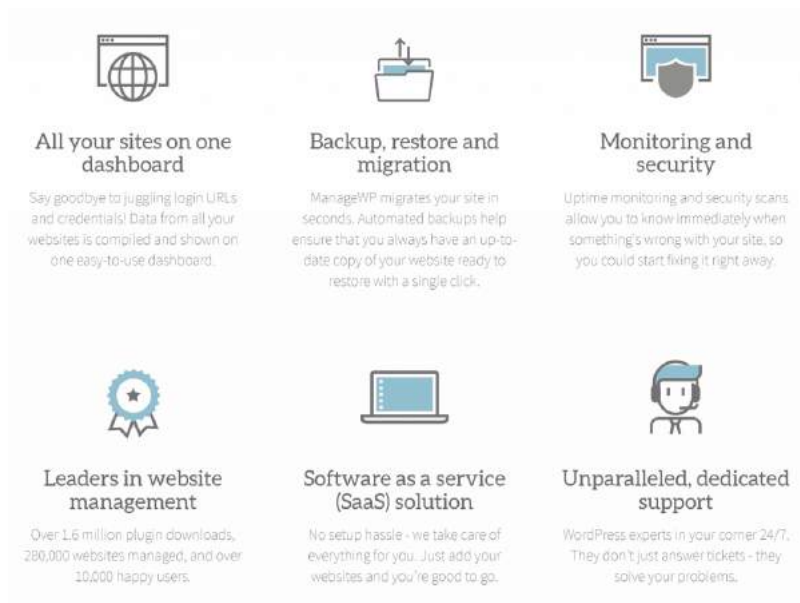 All your sites on one
dashboard
Say goodbye to juggling login URLs
and credentials! Data from all your
websites is compiled and shown on
one easy-to-use dashboard.
Backup, restore and
migration
ManageWP migrates your site in
seconds. Automated backups help
ensure that you always have an up-to-
date copy of your website ready to
restore with a single click.
Monitoring and
security
Uptime monitoring and security scans
allow you to know immediately when
something's wrong with your site, so
you could start fixing it right away.
Leaders in website
management
Over 1.6 million plugin downloads,
280,000 websites managed, and over
10,000 happy users.
Software as a service
(SaaS) solution
No setup hassle - we take care of
everything for you. Just add your
websites and you're good to go.
Unparalleled, dedicated
support
WordPress experts in your corner 24/7.
They don't just answer tickets - they
solve your problems.